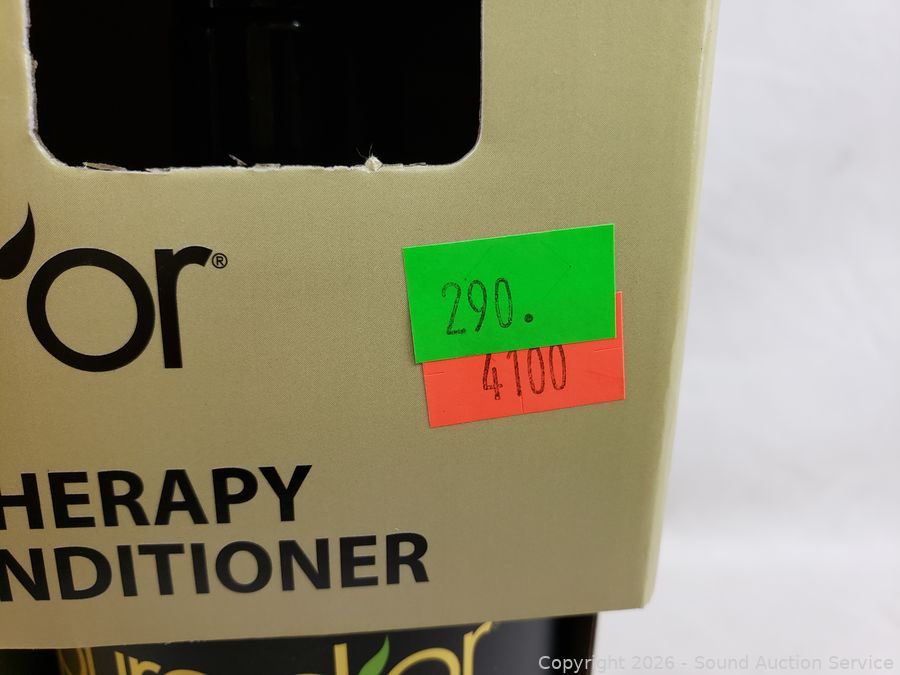 or®
290.
4100
HERAPY
NDITIONER
Copyright 2026 - Sound Auction Service